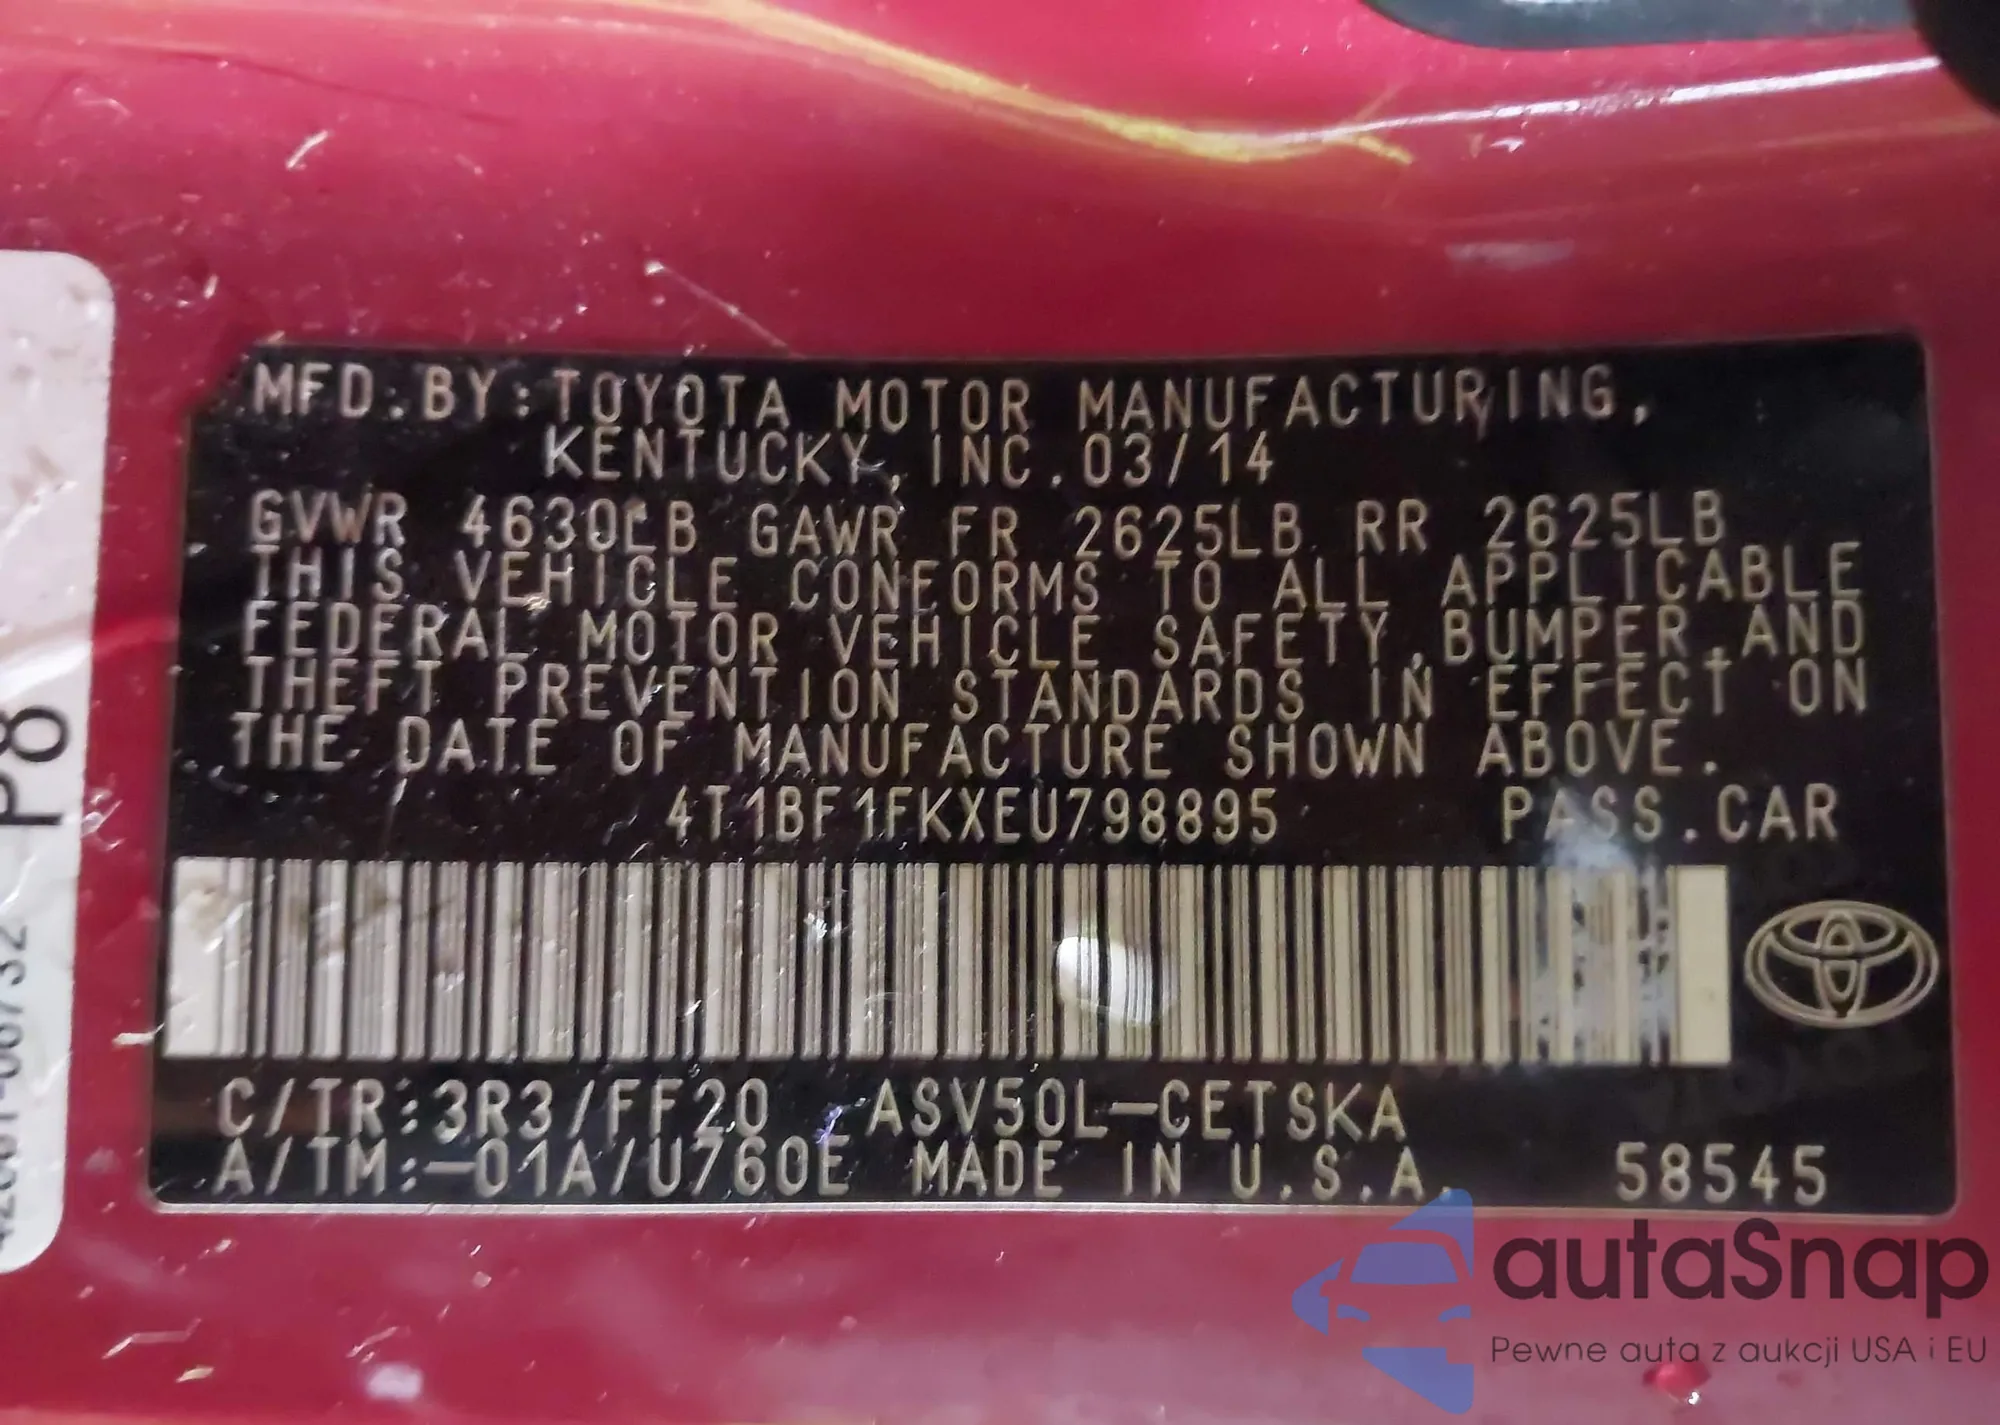 MFD.BY:TOYOTA MOTOR MANUFACTURING,
KENTUCKY,INC.03/14
GVWR 4630LB GAWR FR 2625LB RR 2625LB
THIS VEHICLE CONFORMS TO ALL APPLICABLE
FEDERAL MOTOR VEHICLE SAFETY,BUMPER,AND
THEFT PREVENTION STANDARDS IN EFFECT ON
THE DATE OF MANUFACTURE SHOWN ABOVE.
4T1BF1FKXEU798895 PASS.CAR
C/TR:3R3/FF20 ASV50L-CETSKA
A/TM:-01A/U760E MADE IN U.S.A. 58545
P8
autaSnap
Pewne auta z aukcji USA i EU